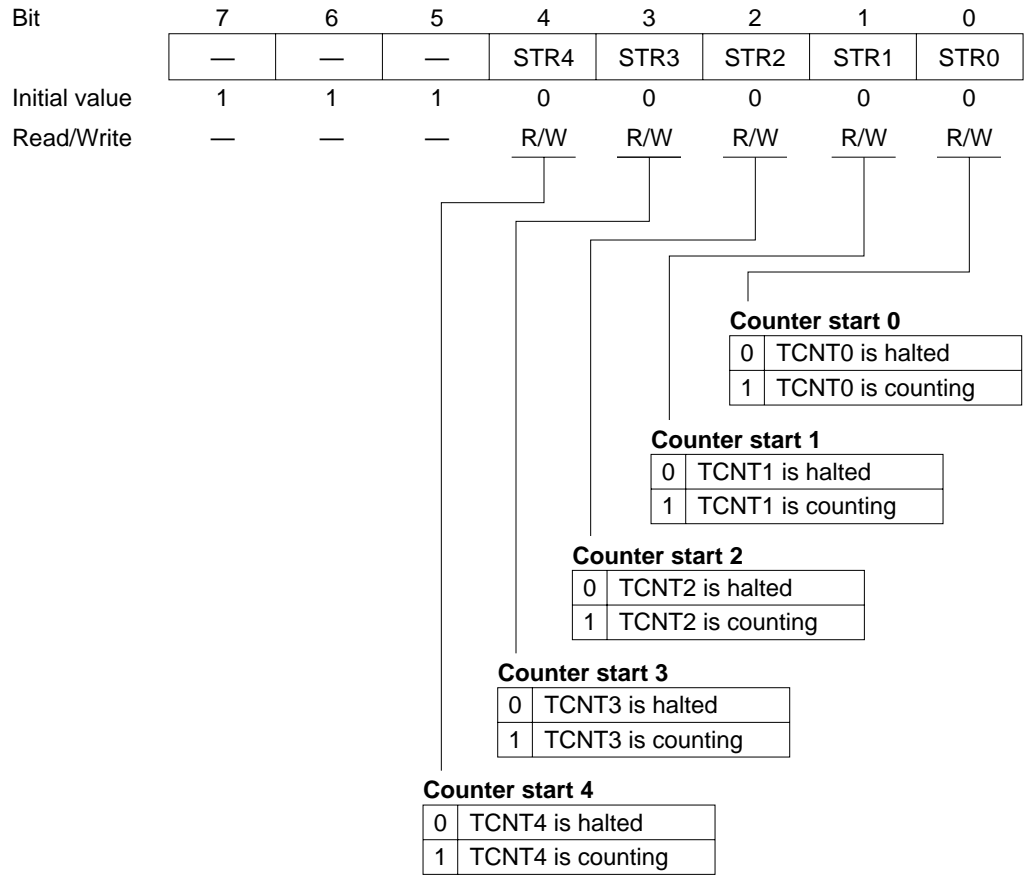 Bit 7 6 5 4 3 2 1 0
— — — STR4 STR3 STR2 STR1 STR0
Initial value 1 1 1 0 0 0 0 0
Read/Write — — — R/W R/W R/W R/W R/W
Counter start 0
0 TCNT0 is halted
1 TCNT0 is counting
Counter start 1
0 TCNT1 is halted
1 TCNT1 is counting
Counter start 2
0 TCNT2 is halted
1 TCNT2 is counting
Counter start 3
0 TCNT3 is halted
1 TCNT3 is counting
Counter start 4
0 TCNT4 is halted
1 TCNT4 is counting